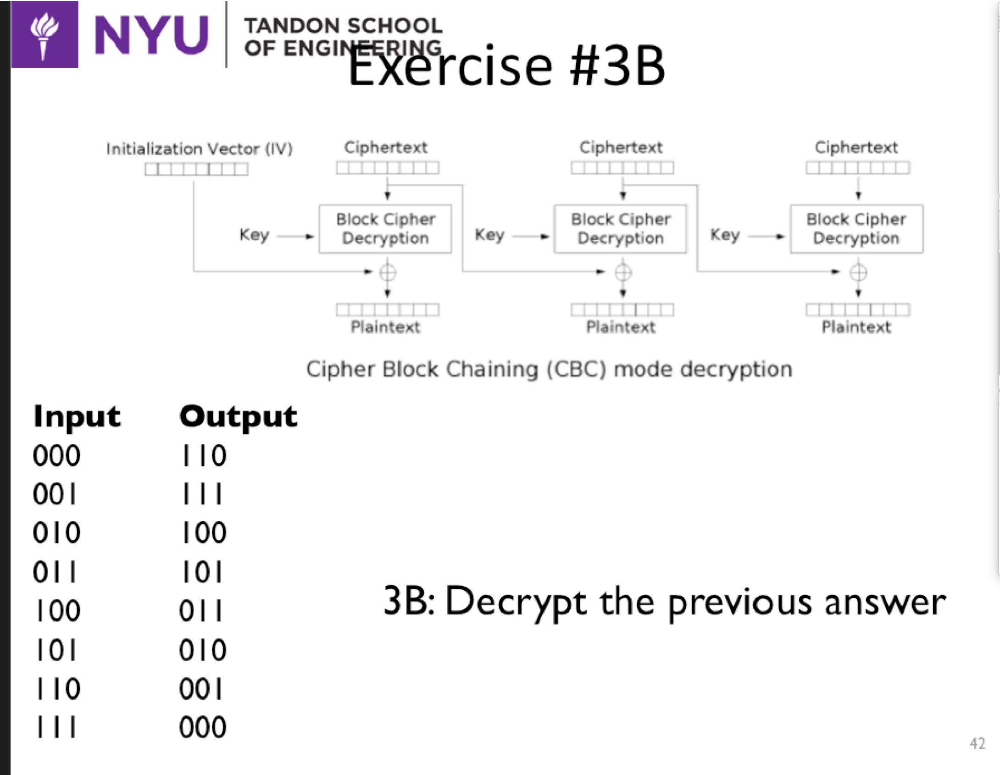 NYU
TANDON SCHOOL
OF ENGINEERING
Exercise #3B
Initialization Vector (IV)
Ciphertext
Ciphertext
Ciphertext
Key
Block Cipher
Decryption
Key
Block Cipher
Decryption
Key
Block Cipher
Decryption
Plaintext
Plaintext
Plaintext
Cipher Block Chaining (CBC) mode decryption
Input Output
000 110
001 111
010 100
011 101
100 011
101 010
110 001
111 000
3B: Decrypt the previous answer
42